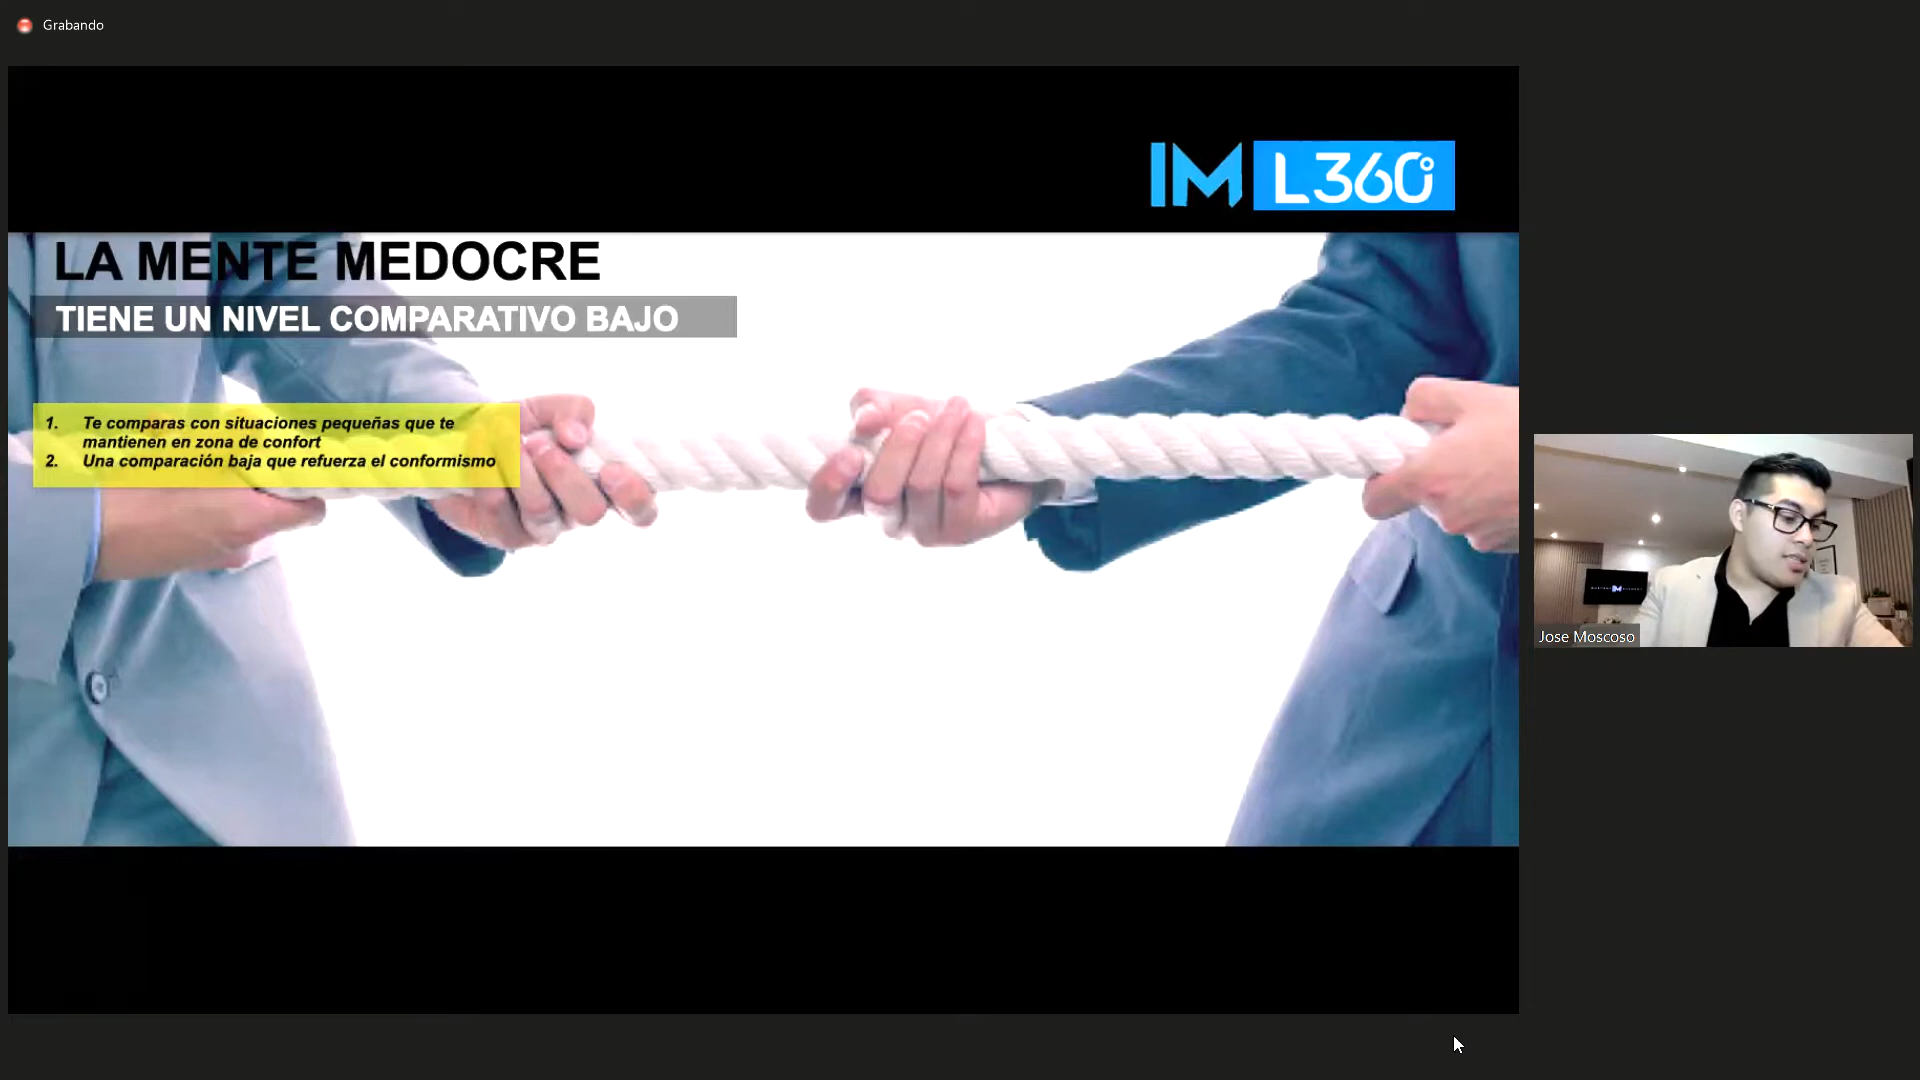 Grabando
IM L360°
LA MENTE MEDOCRE
TIENE UN NIVEL COMPARATIVO BAJO
1. Te comparas con situaciones pequeñas que te
mantienen en zona de confort
2. Una comparación baja que refuerza el conformismo
Jose Moscoso